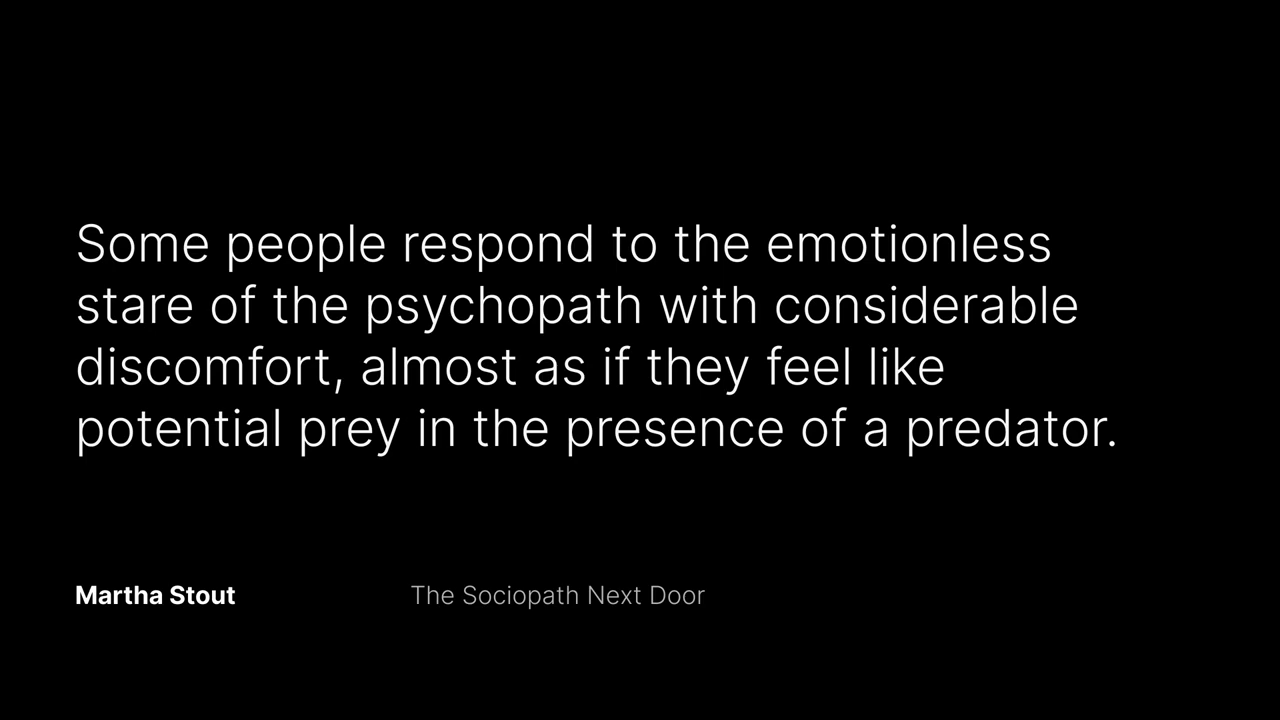 Some people respond to the emotionless
stare of the psychopath with considerable
discomfort, almost as if they feel like
potential prey in the presence of a predator.
Martha Stout
The Sociopath Next Door